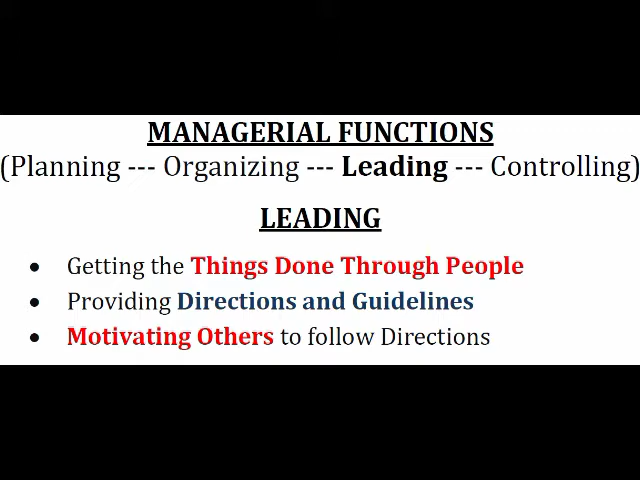 MANAGERIAL FUNCTIONS
(Planning --- Organizing --- Leading --- Controlling)
LEADING
• Getting the Things Done Through People
• Providing Directions and Guidelines
• Motivating Others to follow Directions